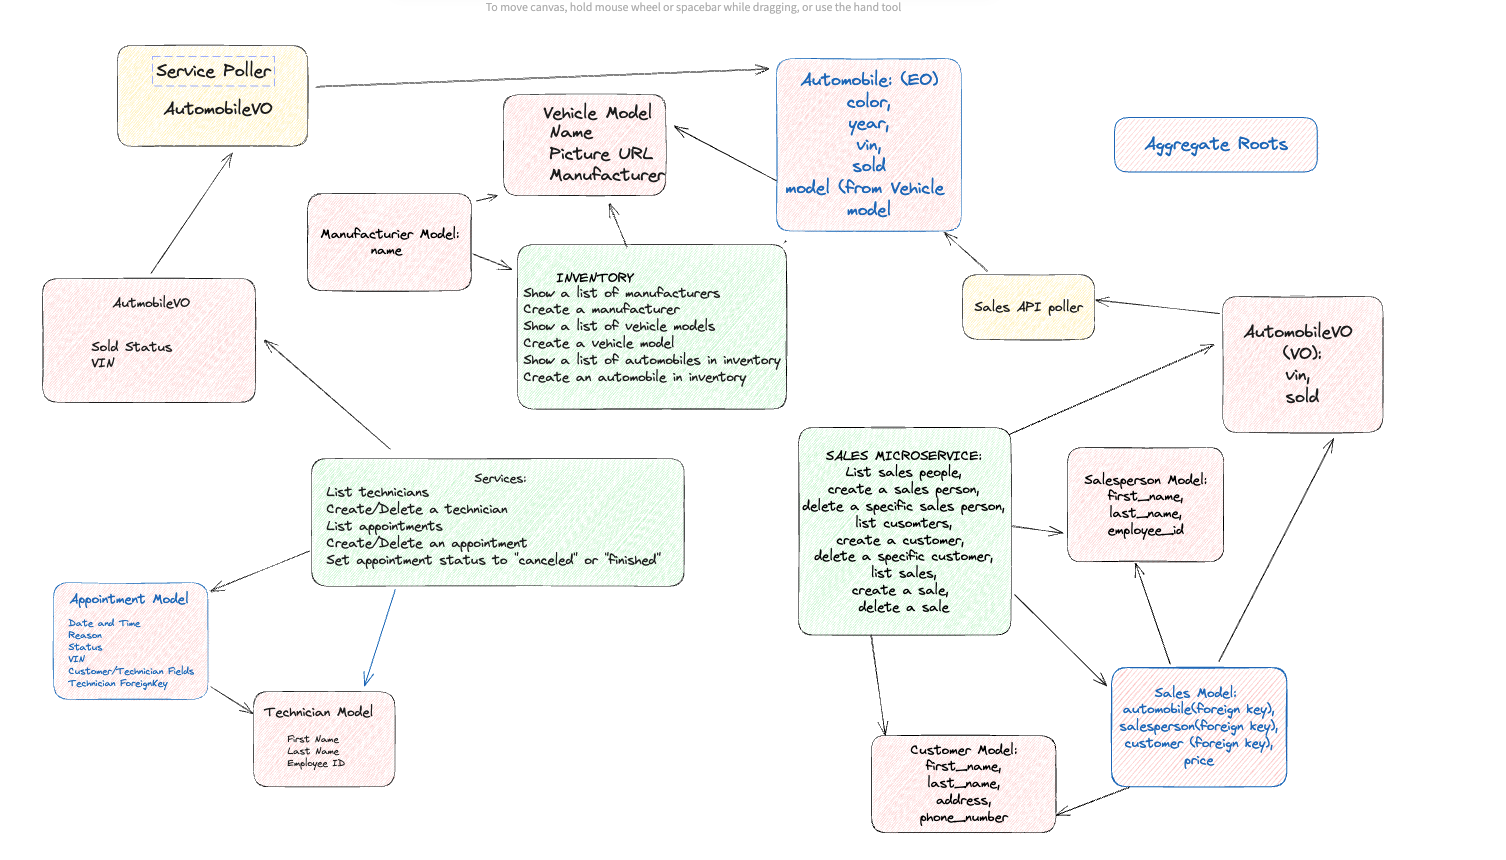 To move canvas, hold mouse wheel or spacebar while dragging, or use the hand tool
Service Poller
AutomobileVO
Vehicle Model
Name
Picture URL
Manufacturer
Automobile: (EO)
color,
year,
vin,
sold
model (from Vehicle
model
Aggregate Roots
Manufacturier Model:
name
INVENTORY
Show a list of manufacturers
Create a manufacturer
Show a list of vehicle models
Create a vehicle model
Show a list of automobiles in inventory
Create an automobile in inventory
Sales API poller
AutomobileVO
(VO):
vin,
sold
AutmobileVO
Sold Status
VIN
Services:
List technicians
Create/Delete a technician
List appointments
Create/Delete an appointment
Set appointment status to "canceled" or "finished"
SALES MICROSERVICE:
List sales people,
create a sales person,
delete a specific sales person,
list cusomters,
create a customer,
delete a specific customer,
list sales,
create a sale,
delete a sale
Salesperson Model:
first_name,
last_name,
employee_id
Appointment Model
Date and Time
Reason
Status
VIN
Customer/Technician Fields
Technician ForeignKey
Technician Model
First Name
Last Name
Employee ID
Customer Model:
first_name,
last_name,
address,
phone_number
Sales Model:
automobile(foreign key),
salesperson(foreign key),
customer (foreign key),
price